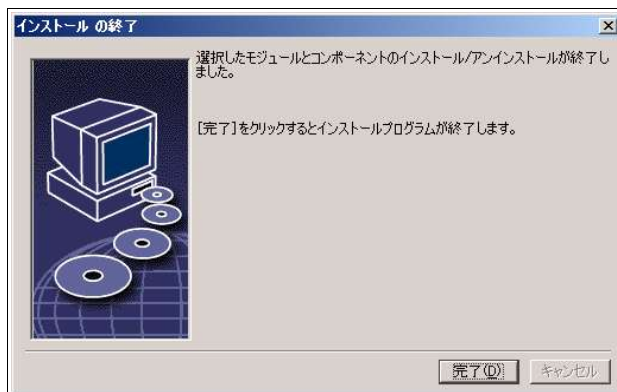 インストール の終了
選択したモジュールとコンポーネントのインストール/アンインストールが終了し
ました。
[完了]をクリックするとインストールプログラムが終了します。
完了(D)
キャンセル